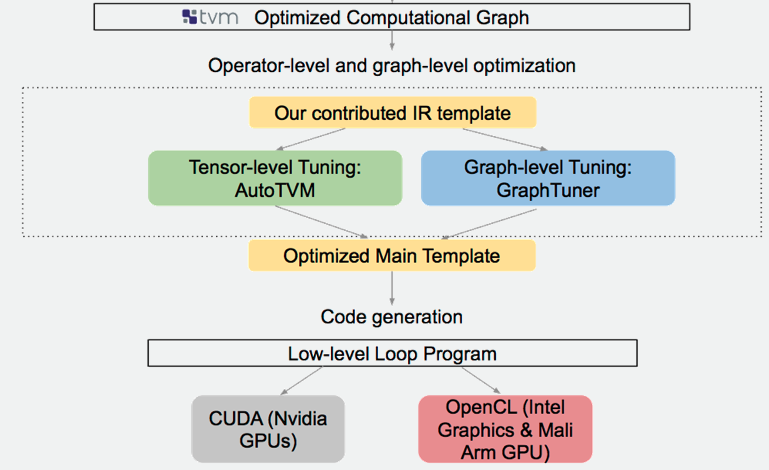 tvm Optimized Computational Graph
Operator-level and graph-level optimization
Our contributed IR template
Tensor-level Tuning:
AutoTVM
Graph-level Tuning:
GraphTuner
Optimized Main Template
Code generation
Low-level Loop Program
CUDA (Nvidia
GPUs)
OpenCL (Intel
Graphics & Mali
Arm GPU)